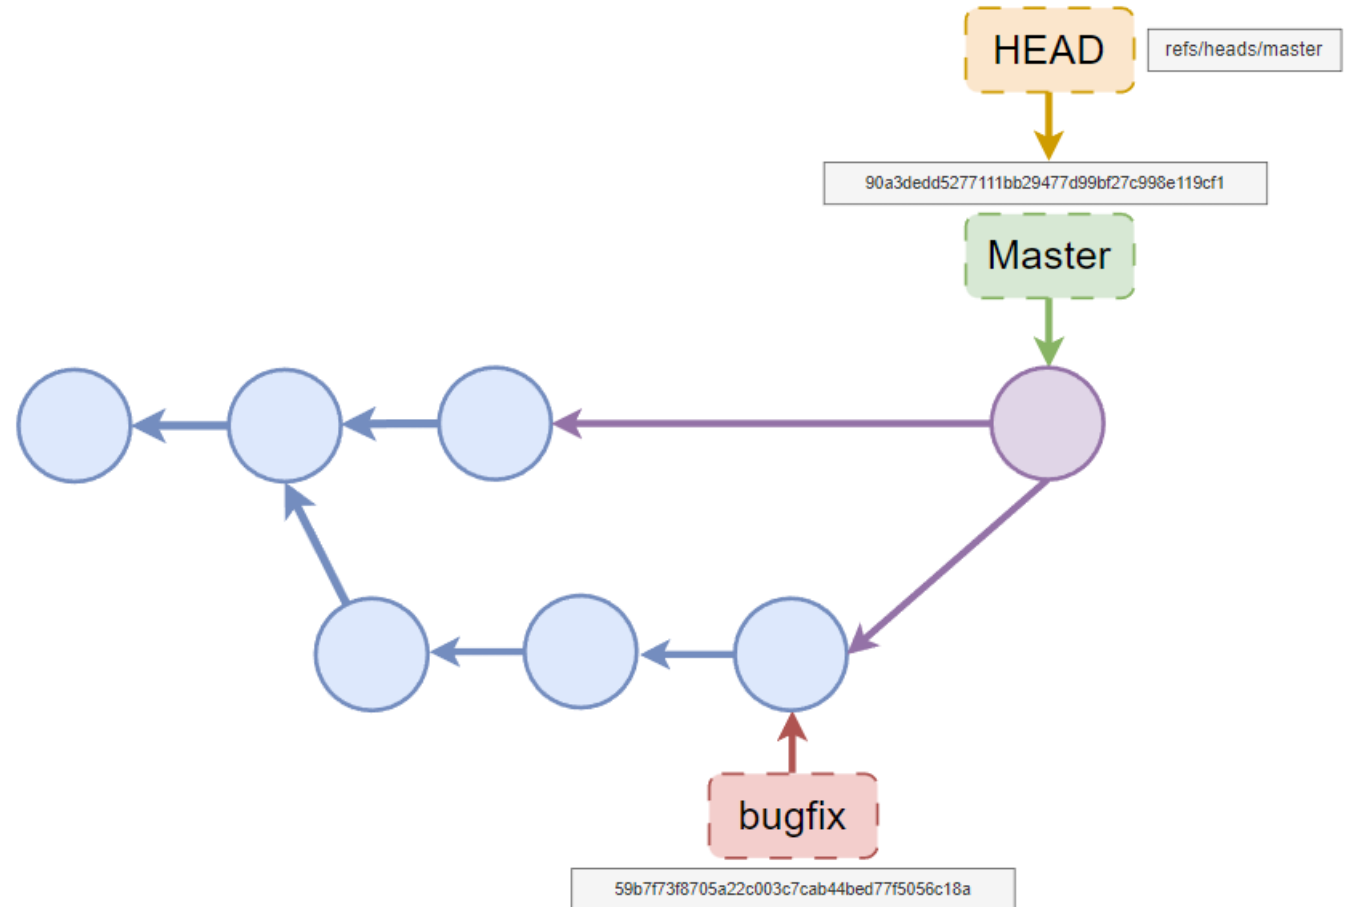 HEAD
refs/heads/master
90a3dedd5277111bb29477d99bf27c998e119cf1
Master
bugfix
59b7f73f8705a22c003c7cab44bed77f5056c18a